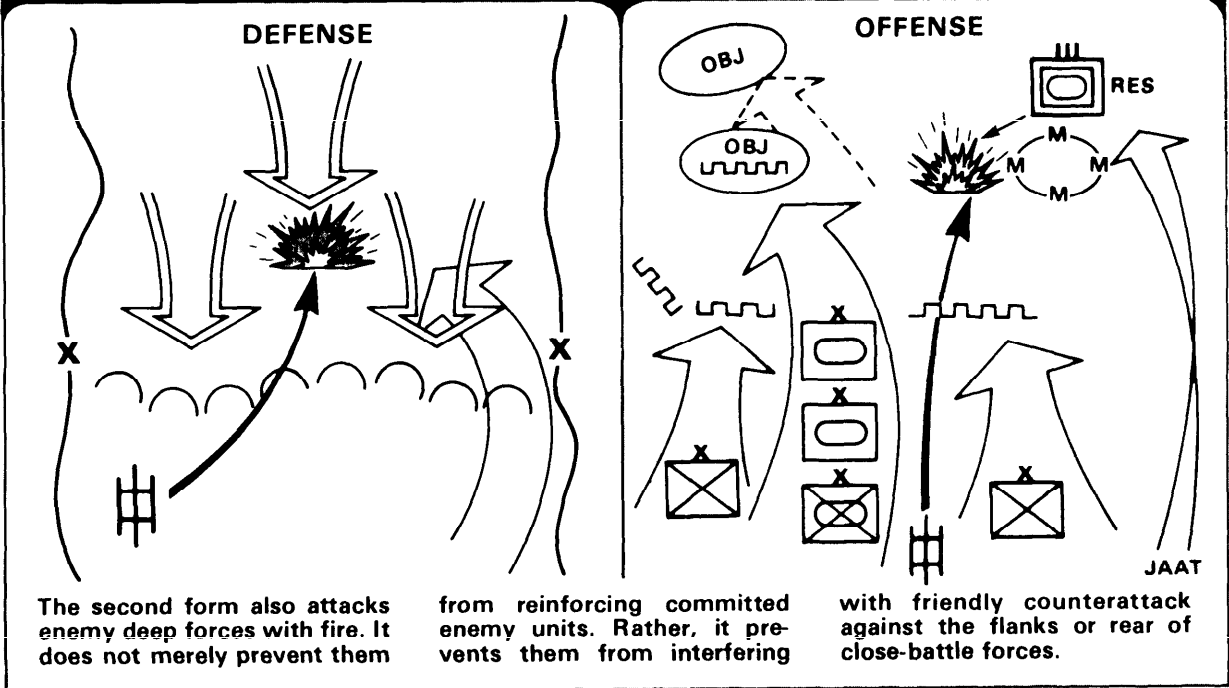 DEFENSE
X
X
OFFENSE
OBJ
OBJ
RES
M
M
M
M
X
X
X
X
X
JAAT
The second form also attacks
enemy deep forces with fire. It
does not merely prevent them
from reinforcing committed
enemy units. Rather, it pre-
vents them from interfering
with friendly counterattack
against the flanks or rear of
close-battle forces.